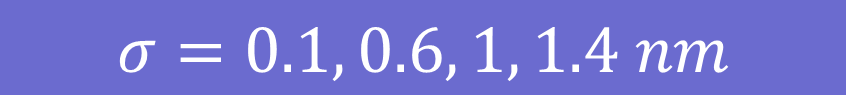 σ = 0.1, 0.6, 1, 1.4 nm